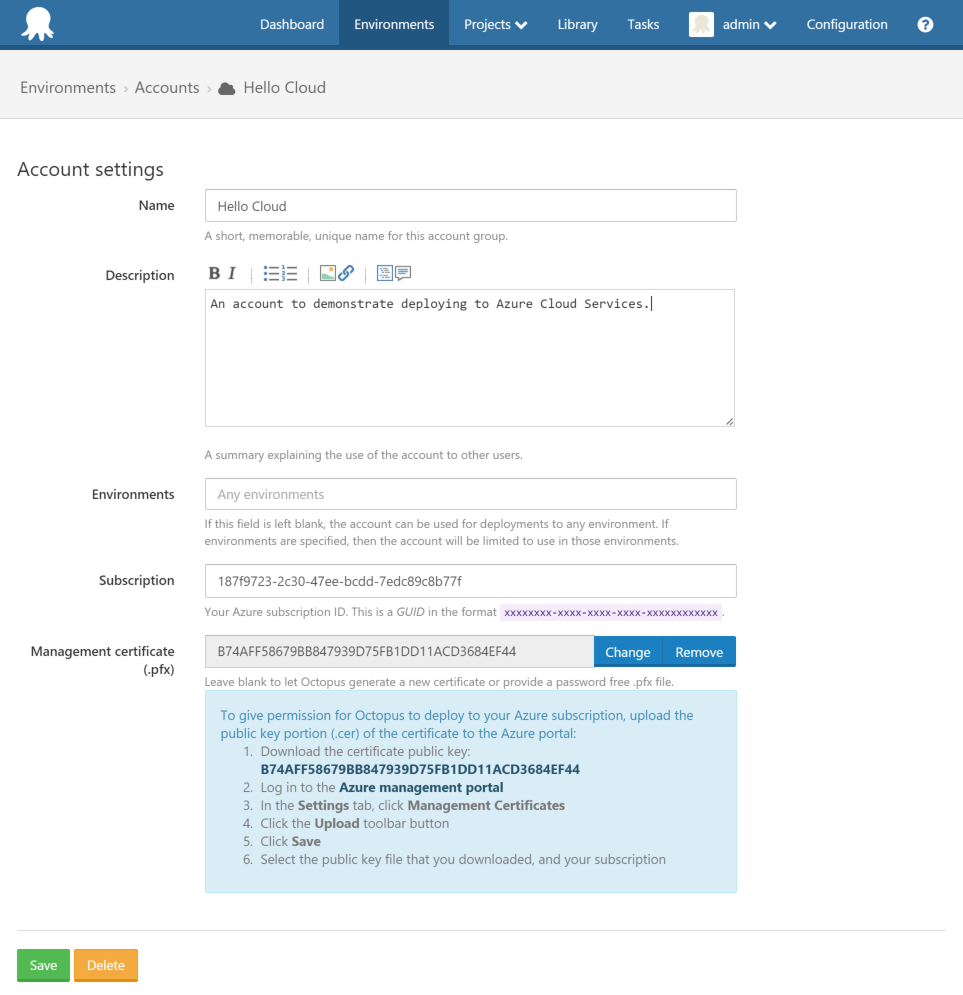 Dashboard Environments Projects Library Tasks admin Configuration ?
Environments › Accounts › Hello Cloud
Account settings
Name Hello Cloud
A short, memorable, unique name for this account group.
Description B I
An account to demonstrate deploying to Azure Cloud Services.
A summary explaining the use of the account to other users.
Environments Any environments
If this field is left blank, the account can be used for deployments to any environment. If
environments are specified, then the account will be limited to use in those environments.
Subscription 187f9723-2c30-47ee-bcdd-7edc89c8b77f
Your Azure subscription ID. This is a GUID in the format xxxxxxxx-xxxx-xxxx-xxxx-xxxxxxxxxxxx .
Management certificate B74AFF58679BB847939D75FB1DD11ACD3684EF44 Change Remove
(.pfx)
Leave blank to let Octopus generate a new certificate or provide a password free .pfx file.
To give permission for Octopus to deploy to your Azure subscription, upload the
public key portion (.cer) of the certificate to the Azure portal:
1. Download the certificate public key:
B74AFF58679BB847939D75FB1DD11ACD3684EF44
2. Log in to the Azure management portal
3. In the Settings tab, click Management Certificates
4. Click the Upload toolbar button
5. Click Save
6. Select the public key file that you downloaded, and your subscription
Save Delete